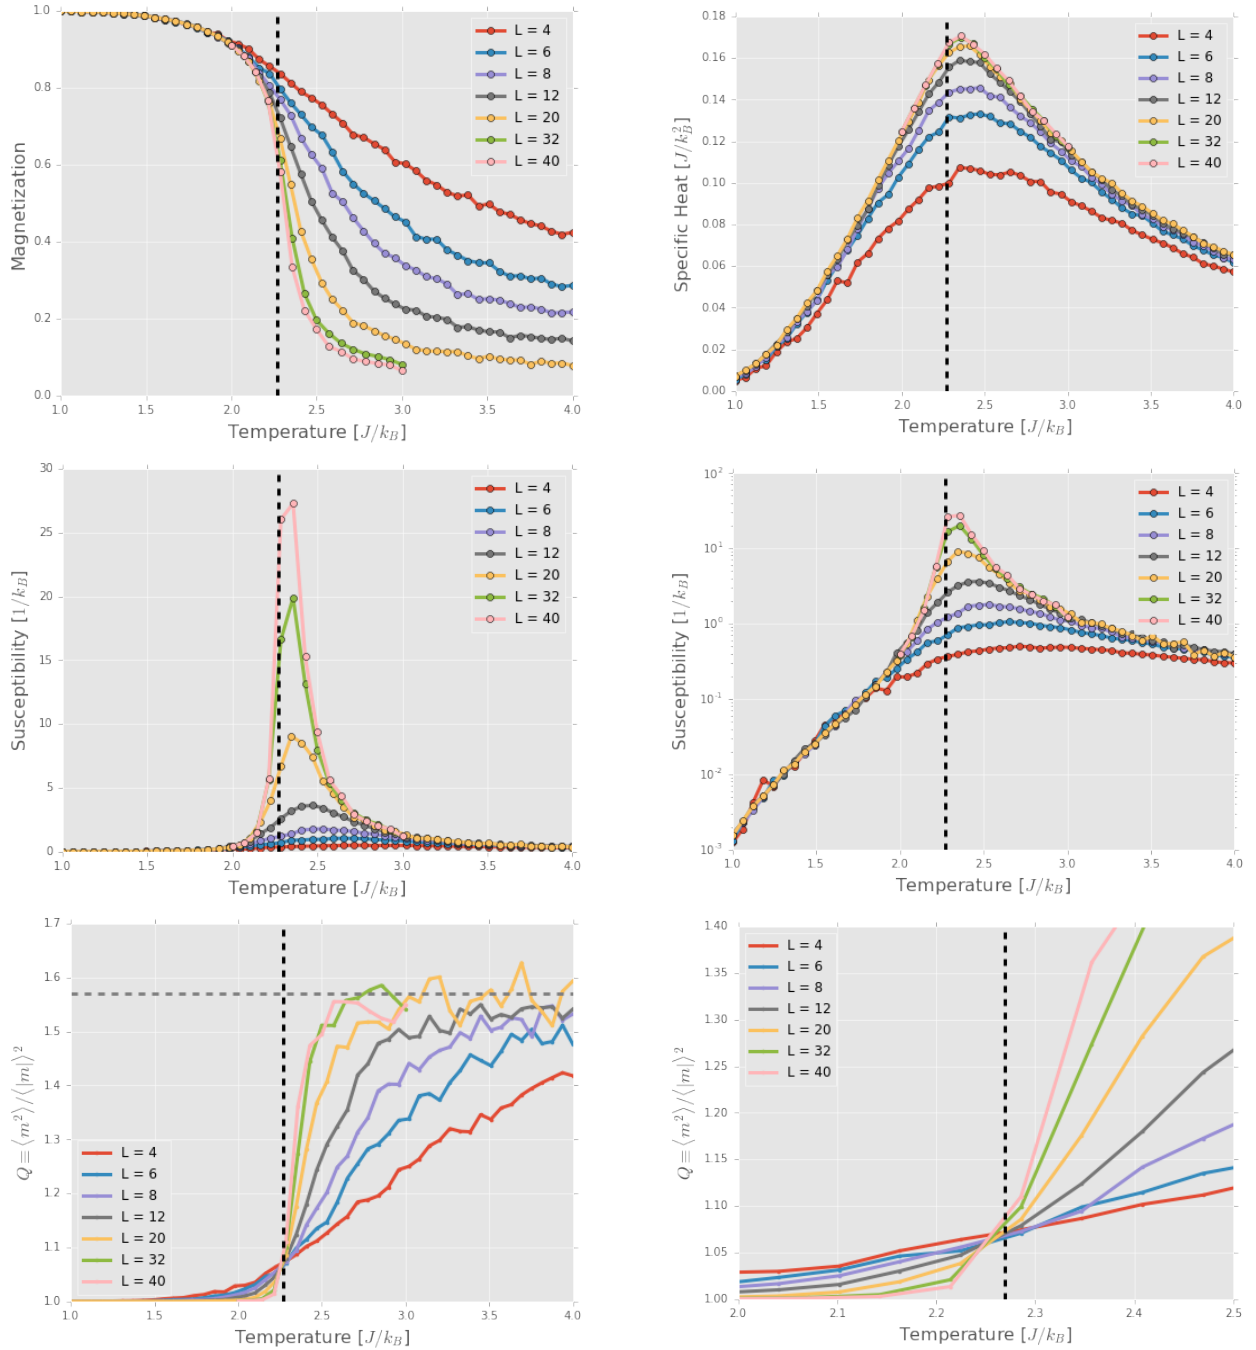 Magnetization
1.0
0.8
0.6
0.4
0.2
0.0
1.0 1.5 2.0 2.5 3.0 3.5 4.0
Temperature [J/k_B]
L = 4
L = 6
L = 8
L = 12
L = 20
L = 32
L = 40
Specific Heat [J/k_B^2]
0.18
0.16
0.14
0.12
0.10
0.08
0.06
0.04
0.02
0.00
1.0 1.5 2.0 2.5 3.0 3.5 4.0
Temperature [J/k_B]
L = 4
L = 6
L = 8
L = 12
L = 20
L = 32
L = 40
Susceptibility [1/k_B]
30
25
20
15
10
5
0
1.0 1.5 2.0 2.5 3.0 3.5 4.0
Temperature [J/k_B]
L = 4
L = 6
L = 8
L = 12
L = 20
L = 32
L = 40
Susceptibility [1/k_B]
10^2
10^1
10^0
10^-1
10^-2
10^-3
1.0 1.5 2.0 2.5 3.0 3.5 4.0
Temperature [J/k_B]
L = 4
L = 6
L = 8
L = 12
L = 20
L = 32
L = 40
Q ≡ ⟨m^2⟩/⟨|m|⟩^2
1.7
1.6
1.5
1.4
1.3
1.2
1.1
1.0
1.0 1.5 2.0 2.5 3.0 3.5 4.0
Temperature [J/k_B]
L = 4
L = 6
L = 8
L = 12
L = 20
L = 32
L = 40
Q ≡ ⟨m^2⟩/⟨|m|⟩^2
1.40
1.35
1.30
1.25
1.20
1.15
1.10
1.05
1.00
2.0 2.1 2.2 2.3 2.4 2.5
Temperature [J/k_B]
L = 4
L = 6
L = 8
L = 12
L = 20
L = 32
L = 40